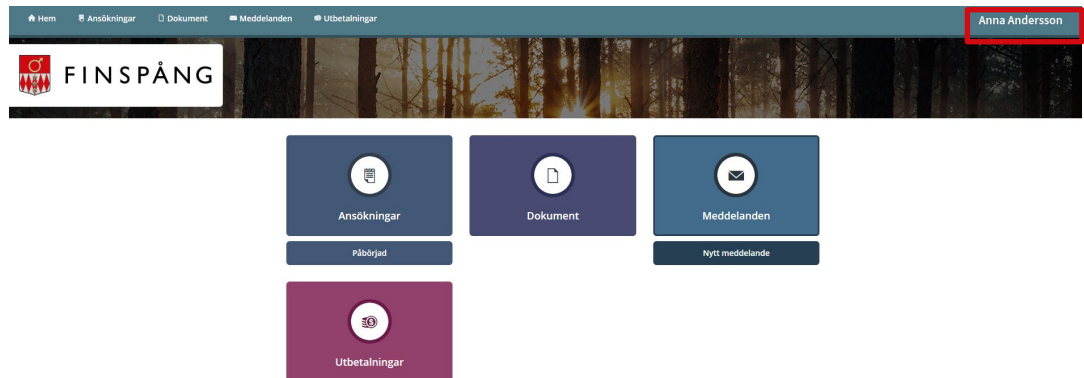 Hem Ansökningar Dokument Meddelanden Utbetalningar Anna Andersson
FINSPÅNG
Ansökningar Dokument Meddelanden
Påbörjad Nytt meddelande
Utbetalningar